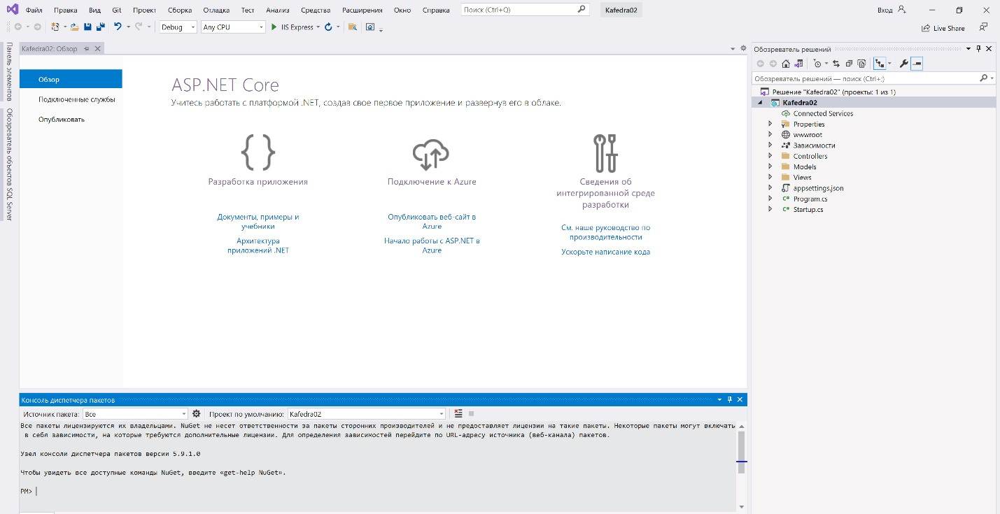 Файл Правка Вид Git Проект Сборка Отладка Тест Анализ Средства Расширения Окно Справка Поиск (Ctrl+Q) Kafedra02 Вход
Debug Any CPU IIS Express Live Share
Панель элементов
Обозреватель объектов SQL Server
Kafedra02: Обзор
Обзор
Подключенные службы
Опубликовать
ASP.NET Core
Учитесь работать с платформой .NET, создав свое первое приложение и развернув его в облаке.
Разработка приложения
Документы, примеры и
учебники
Архитектура
приложений .NET
Подключение к Azure
Опубликовать веб-сайт в
Azure
Начало работы с ASP.NET в
Azure
Сведения об
интегрированной среде
разработки
См. наше руководство по
производительности
Ускорьте написание кода
Обозреватель решений
Обозреватель решений — поиск (Ctrl+;)
Решение "Kafedra02" (проекты: 1 из 1)
Kafedra02
Connected Services
Properties
wwwroot
Зависимости
Controllers
Models
Views
appsettings.json
C# Program.cs
C# Startup.cs
Консоль диспетчера пакетов
Источник пакета: Все Проект по умолчанию: Kafedra02
Все пакеты лицензируются их владельцами. NuGet не несет ответственности за пакеты сторонних производителей и не предоставляет лицензии на такие пакеты. Некоторые пакеты могут включать
в себя зависимости, на которые требуются дополнительные лицензии. Для определения зависимостей перейдите по URL-адресу источника (веб-канала) пакетов.
Узел консоли диспетчера пакетов версии 5.9.1.0
Чтобы увидеть все доступные команды NuGet, введите «get-help NuGet».
PM>